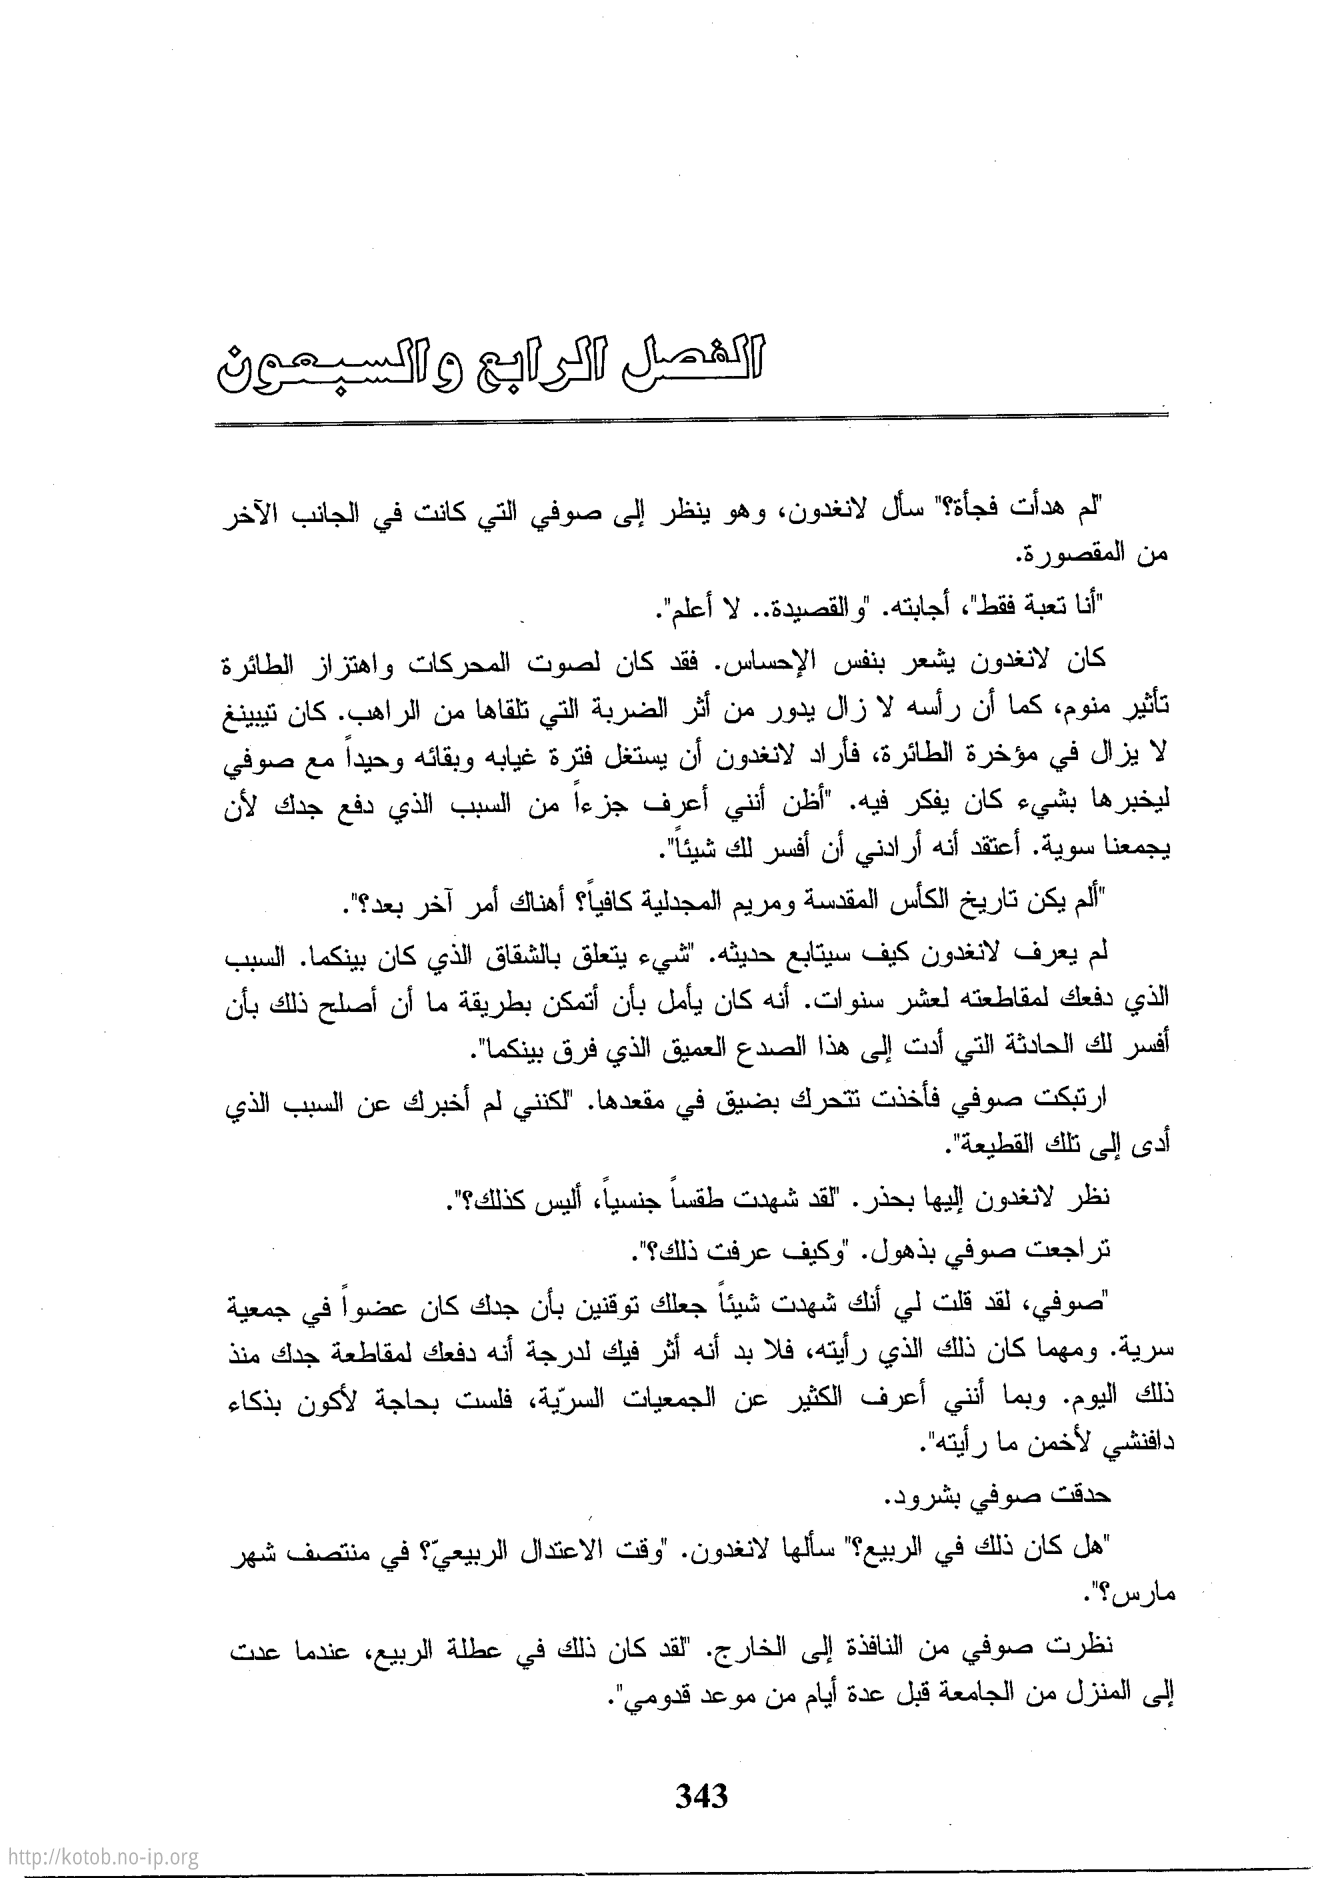 الفصل الرابع والسبعون
"لم هدأت فجأة؟" سأل لانغدون، وهو ينظر إلى صوفي التي كانت في الجانب الآخر
من المقصورة.
"أنا تعبة فقط"، أجابته. "والقصيدة.. لا أعلم".
كان لانغدون يشعر بنفس الإحساس. فقد كان لصوت المحركات واهتزاز الطائرة
تأثير منوم، كما أن رأسه لا زال يدور من أثر الضربة التي تلقاها من الراهب. كان تيبينغ
لا يزال في مؤخرة الطائرة، فأراد لانغدون أن يستغل فترة غيابه وبقائه وحيداً مع صوفي
ليخبرها بشيء كان يفكر فيه. "أظن أنني أعرف جزءاً من السبب الذي دفع جدك لأن
يجمعنا سوية. أعتقد أنه أرادني أن أفسر لك شيئاً".
"ألم يكن تاريخ الكأس المقدسة ومريم المجدلية كافياً؟ أهناك أمر آخر بعد؟".
لم يعرف لانغدون كيف سيتابع حديثه. "شيء يتعلق بالشقاق الذي كان بينكما. السبب
الذي دفعك لمقاطعته لعشر سنوات. أنه كان يأمل بأن أتمكن بطريقة ما أن أصلح ذلك بأن
أفسر لك الحادثة التي أدت إلى هذا الصدع العميق الذي فرق بينكما".
ارتبكت صوفي فأخذت تتحرك بضيق في مقعدها. "لكنني لم أخبرك عن السبب الذي
أدى إلى تلك القطيعة".
نظر لانغدون إليها بحذر. "لقد شهدت طقساً جنسياً، أليس كذلك؟".
تراجعت صوفي بذهول. "وكيف عرفت ذلك؟".
"صوفي، لقد قلت لي أنك شهدت شيئاً جعلك توقنين بأن جدك كان عضواً في جمعية
سرية. ومهما كان ذلك الذي رأيته، فلا بد أنه أثر فيك لدرجة أنه دفعك لمقاطعة جدك منذ
ذلك اليوم. وبما أنني أعرف الكثير عن الجمعيات السرّية، فلست بحاجة لأكون بذكاء
دافنشي لأخمن ما رأيته".
حدقت صوفي بشرود.
"هل كان ذلك في الربيع؟" سألها لانغدون. "وقت الاعتدال الربيعيّ؟ في منتصف شهر
مارس؟".
نظرت صوفي من النافذة إلى الخارج. "لقد كان ذلك في عطلة الربيع، عندما عدت
إلى المنزل من الجامعة قبل عدة أيام من موعد قدومي".
343
http://kotob.no-ip.org